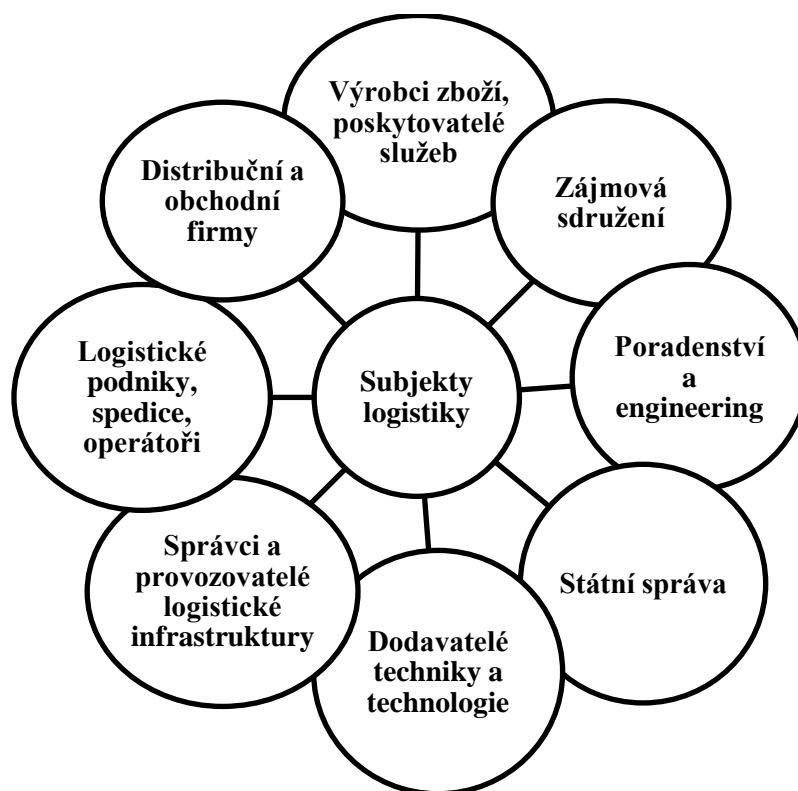 Výrobci zboží,
poskytovatelé
služeb
Zájmová
sdružení
Poradenství
a
engineering
Státní správa
Dodavatelé
techniky a
technologie
Správci a
provozovatelé
logistické
infrastruktury
Logistické
podniky,
spedice,
operátoři
Distribuční a
obchodní
firmy
Subjekty
logistiky